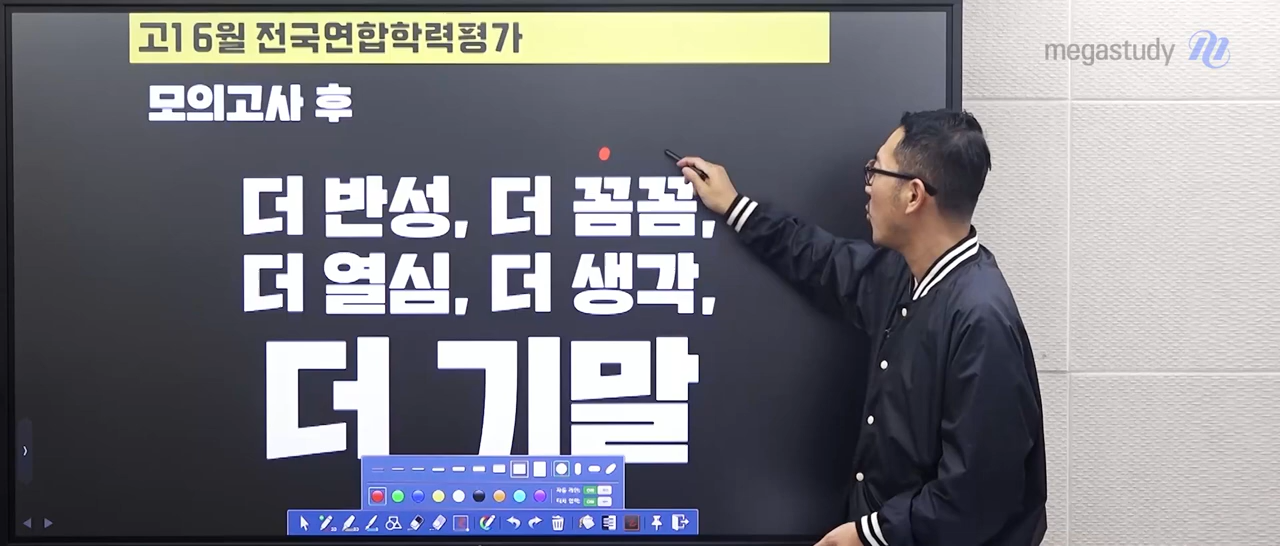 고1 6월 전국연합학력평가
megastudy
모의고사 후
더 반성, 더 꼼꼼,
더 열심, 더 생각,
더 기말